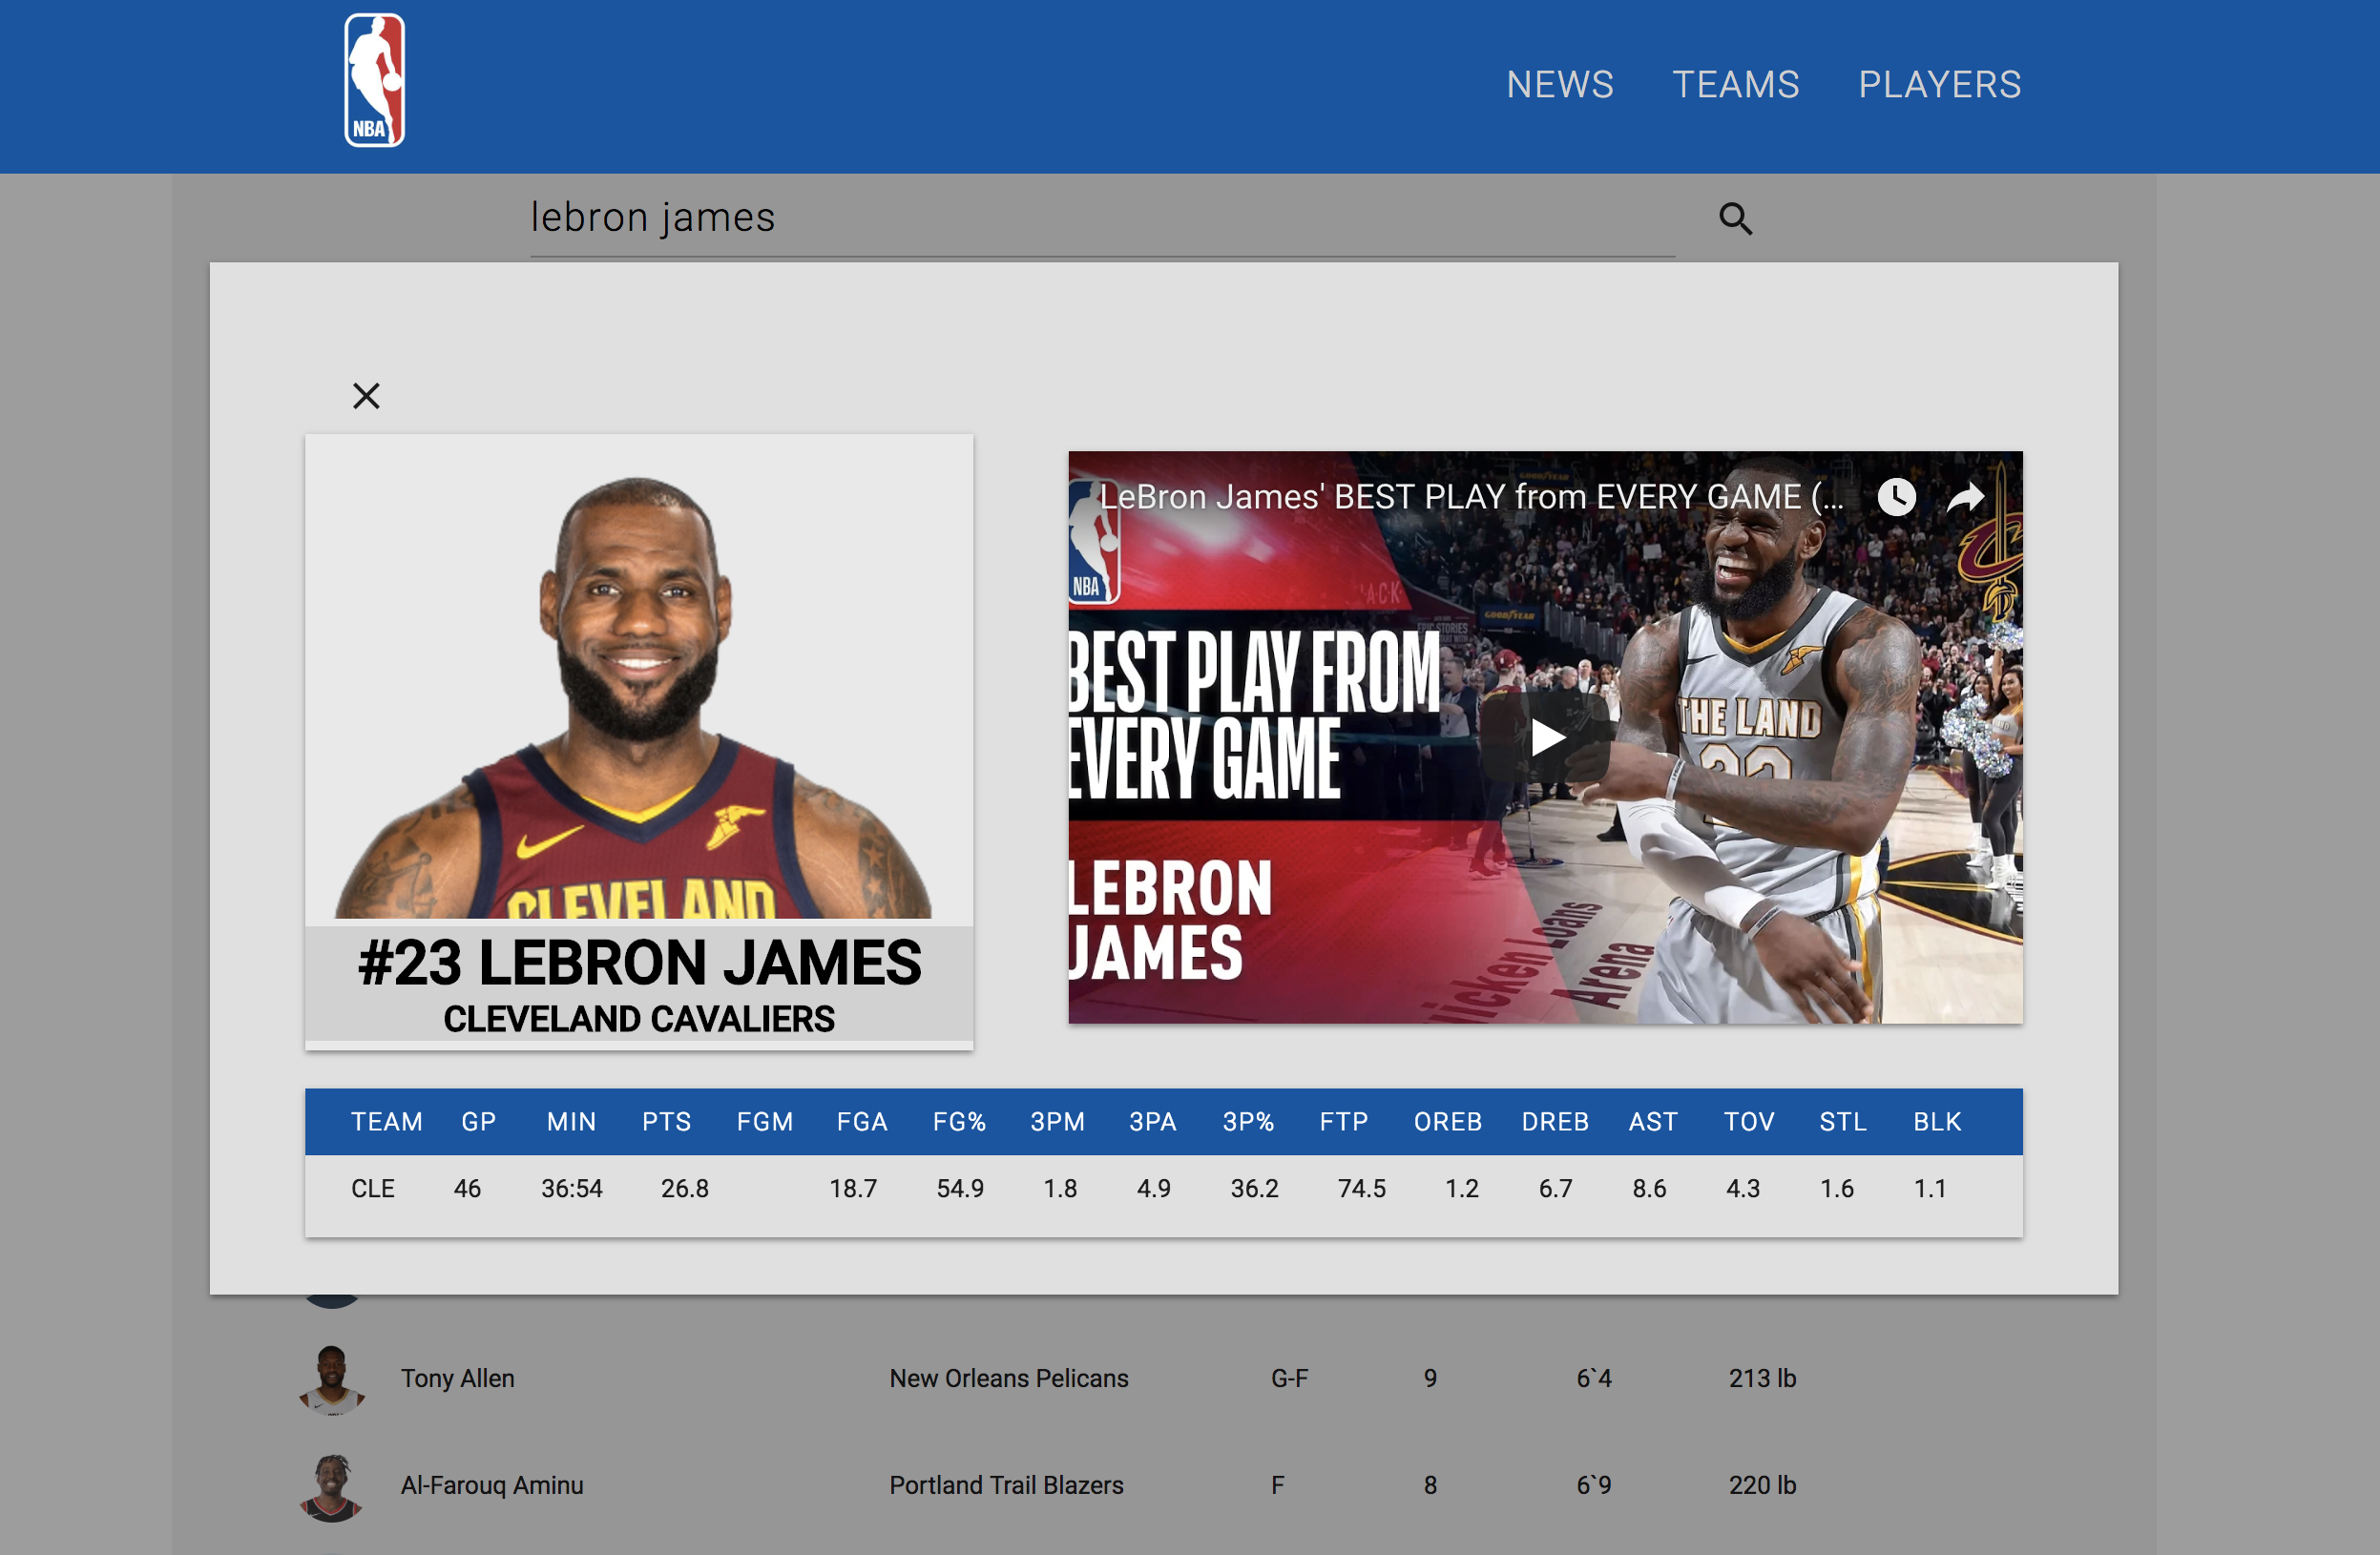 NBA
NEWS TEAMS PLAYERS
lebron james
LeBron James' BEST PLAY from EVERY GAME (...
NBA
GOODYEAR
BEST PLAY FROM
EVERY GAME
THE LAND
LEBRON
JAMES
Quicken Loans
Arena
CLEVELAND
#23 LEBRON JAMES
CLEVELAND CAVALIERS
TEAM GP MIN PTS FGM FGA FG% 3PM 3PA 3P% FTP OREB DREB AST TOV STL BLK
CLE 46 36:54 26.8 18.7 54.9 1.8 4.9 36.2 74.5 1.2 6.7 8.6 4.3 1.6 1.1
Tony Allen New Orleans Pelicans G-F 9 6`4 213 lb
Al-Farouq Aminu Portland Trail Blazers F 8 6`9 220 lb